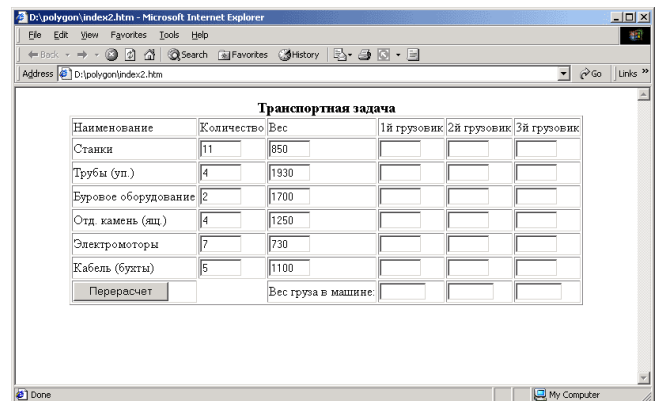 D:\polygon\index2.htm - Microsoft Internet Explorer
File Edit View Favorites Tools Help
Back Search Favorites History
Address D:\polygon\index2.htm Go Links »
Транспортная задача
Наименование Количество Вес 1й грузовик 2й грузовик 3й грузовик
Станки 11 850
Трубы (уп.) 4 1930
Буровое оборудование 2 1700
Отд. камень (ящ.) 4 1250
Электромоторы 7 730
Кабель (бухты) 5 1100
Перерасчет Вес груза в машине:
Done My Computer